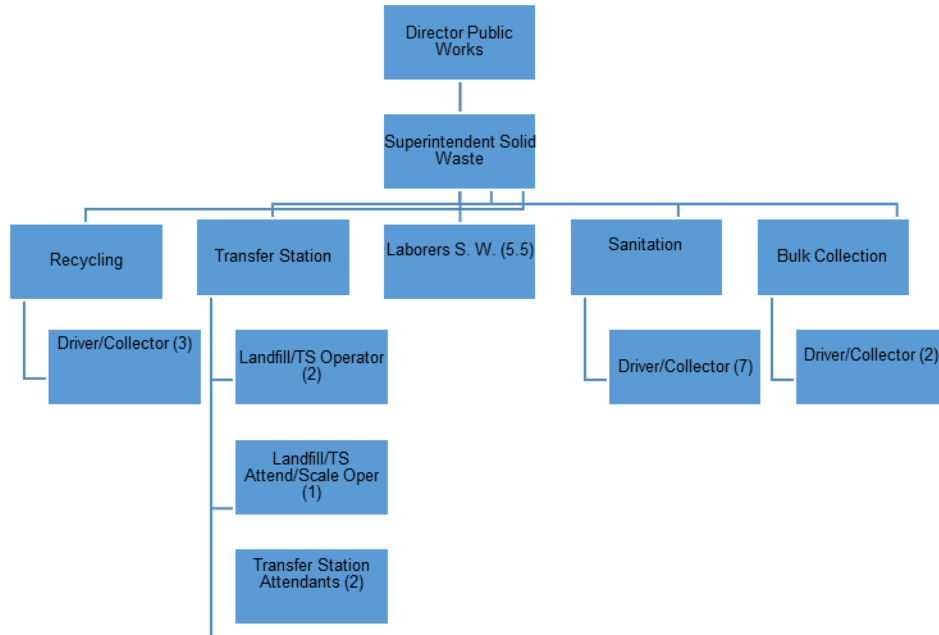 Director Public
Works
Superintendent Solid
Waste
Recycling
Transfer Station
Laborers S. W. (5.5)
Sanitation
Bulk Collection
Driver/Collector (3)
Landfill/TS Operator
(2)
Driver/Collector (7)
Driver/Collector (2)
Landfill/TS
Attend/Scale Oper
(1)
Transfer Station
Attendants (2)